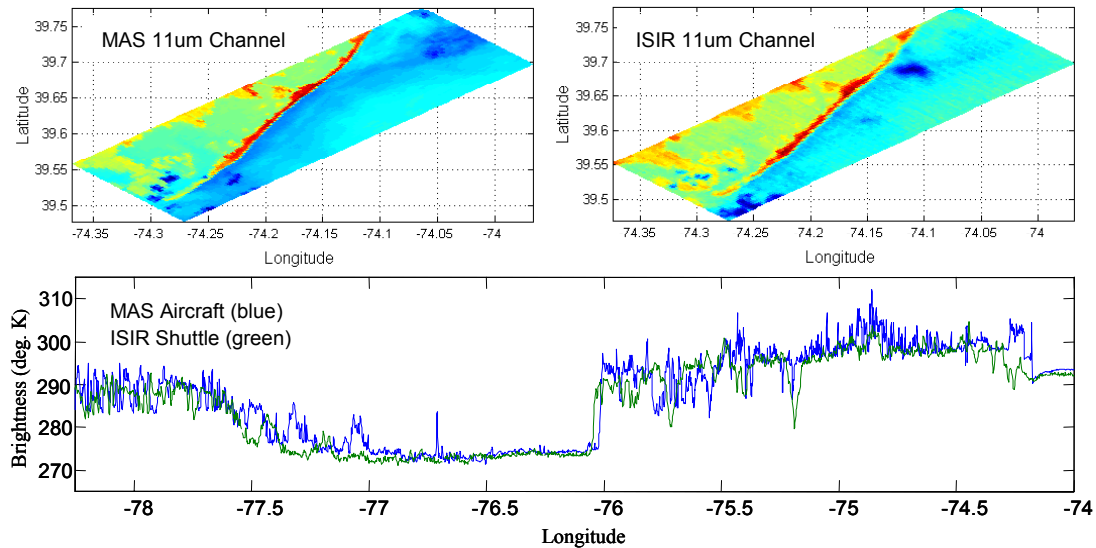 MAS 11um Channel
39.75
39.7
39.65
39.6
39.55
39.5
Latitude
-74.35 -74.3 -74.25 -74.2 -74.15 -74.1 -74.05 -74
Longitude
ISIR 11um Channel
39.75
39.7
39.65
39.6
39.55
39.5
Latitude
74.35 74.3 74.25 74.2 74.15 74.1 74.05 74
Longitude
MAS Aircraft (blue)
ISIR Shuttle (green)
310
300
290
280
270
Brightness (deg. K)
-78 -77.5 -77 -76.5 -76 -75.5 -75 -74.5 -74
Longitude